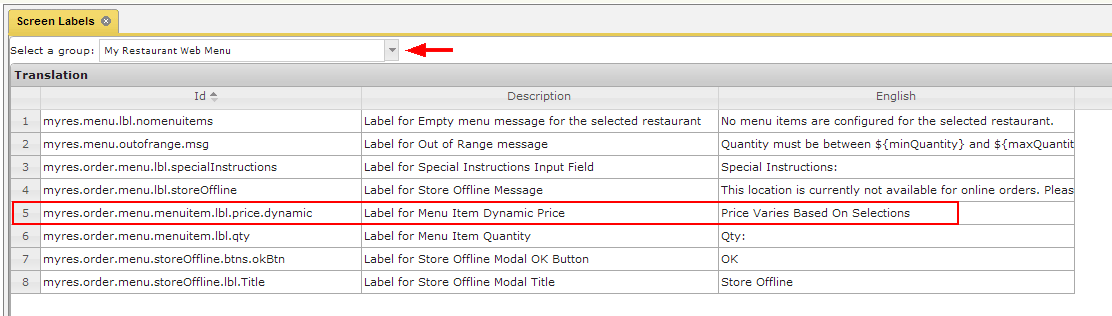 Screen Labels
Select a group: My Restaurant Web Menu
Translation
Id Description English
1 myres.menu.lbl.nomenuitems Label for Empty menu message for the selected restaurant No menu items are configured for the selected restaurant.
2 myres.menu.outofrange.msg Label for Out of Range message Quantity must be between ${minQuantity} and ${maxQuantit
3 myres.order.menu.lbl.specialInstructions Label for Special Instructions Input Field Special Instructions:
4 myres.order.menu.lbl.storeOffline Label for Store Offline Message This location is currently not available for online orders. Pleas
5 myres.order.menu.menuitem.lbl.price.dynamic Label for Menu Item Dynamic Price Price Varies Based On Selections
6 myres.order.menu.menuitem.lbl.qty Label for Menu Item Quantity Qty:
7 myres.order.menu.storeOffline.btns.okBtn Label for Store Offline Modal OK Button OK
8 myres.order.menu.storeOffline.lbl.Title Label for Store Offline Modal Title Store Offline